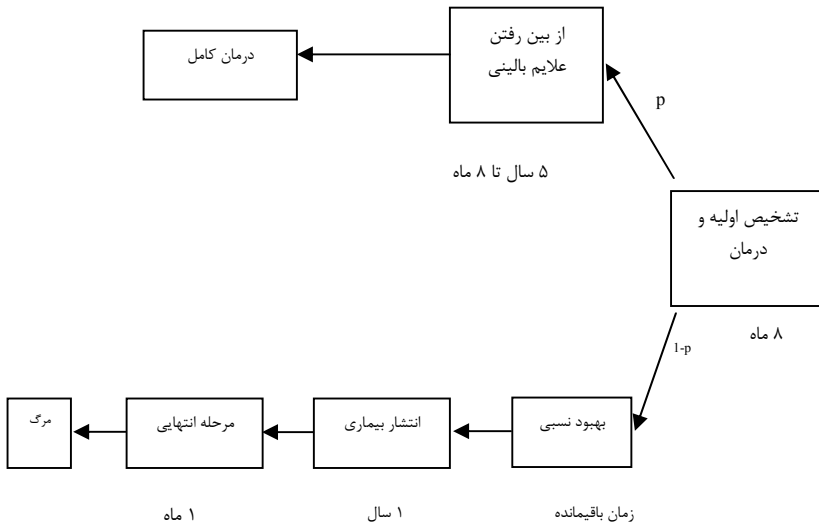 از بین رفتن
علایم بالینی
درمان کامل
p
۵ سال تا ۸ ماه
تشخیص اولیه و
درمان
۸ ماه
1-p
بهبود نسبی
انتشار بیماری
مرحله انتهایی
مرگ
زمان باقیمانده
۱ سال
۱ ماه